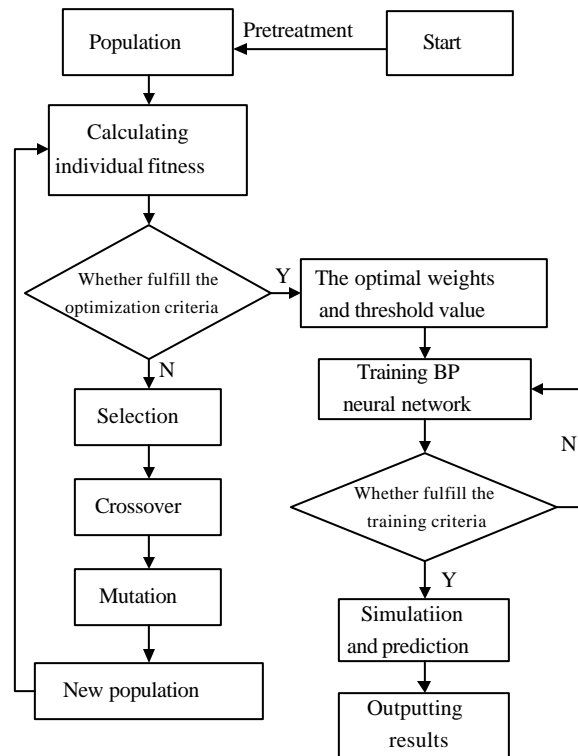 Population
Pretreatment
Start
Calculating
individual fitness
Whether fulfill the
optimization criteria
Y
The optimal weights
and threshold value
N
Training BP
neural network
Selection
N
Crossover
Whether fulfill the
training criteria
Y
Mutation
Simulatiion
and prediction
New population
Outputting
results